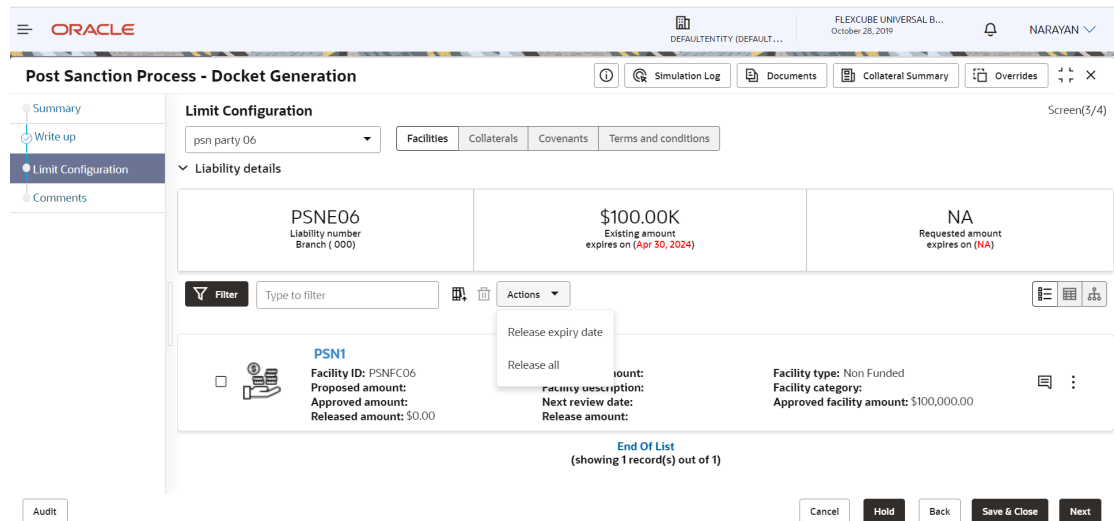 ORACLE
DEFAULTENTITY (DEFAULT...
FLEXCUBE UNIVERSAL B...
October 28, 2019
NARAYAN
Post Sanction Process - Docket Generation
Simulation Log
Documents
Collateral Summary
Overrides
Summary
Write up
Limit Configuration
Comments
Limit Configuration
Screen(3/4)
psn party 06
Facilities
Collaterals
Covenants
Terms and conditions
Liability details
PSNE06
Liability number
Branch ( 000)
$100.00K
Existing amount
expires on (Apr 30, 2024)
NA
Requested amount
expires on (NA)
Filter
Type to filter
Actions
Release expiry date
Release all
PSN1
Facility ID: PSNFC06
Proposed amount:
Approved amount:
Released amount: $0.00
Facility description:
Next review date:
Release amount:
Facility type: Non Funded
Facility category:
Approved facility amount: $100,000.00
End Of List
(showing 1 record(s) out of 1)
Audit
Cancel
Hold
Back
Save & Close
Next